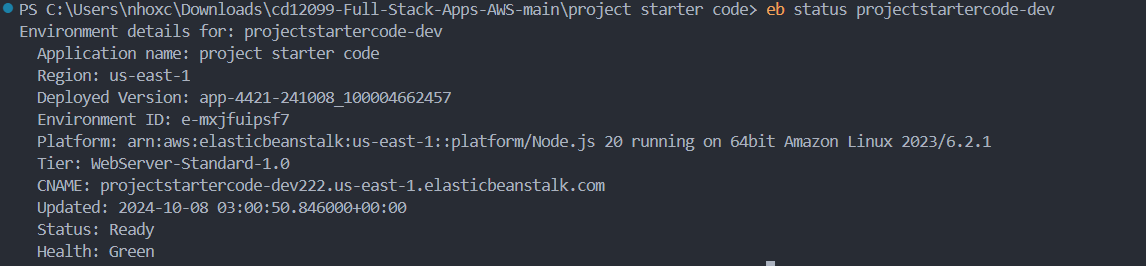 PS C:\Users\nhoxc\Downloads\cd12099-Full-Stack-Apps-AWS-main\project starter code> eb status projectstartercode-dev
Environment details for: projectstartercode-dev
Application name: project starter code
Region: us-east-1
Deployed Version: app-4421-241008_100004662457
Environment ID: e-mxjfuipsf7
Platform: arn:aws:elasticbeanstalk:us-east-1::platform/Node.js 20 running on 64bit Amazon Linux 2023/6.2.1
Tier: WebServer-Standard-1.0
CNAME: projectstartercode-dev222.us-east-1.elasticbeanstalk.com
Updated: 2024-10-08 03:00:50.846000+00:00
Status: Ready
Health: Green